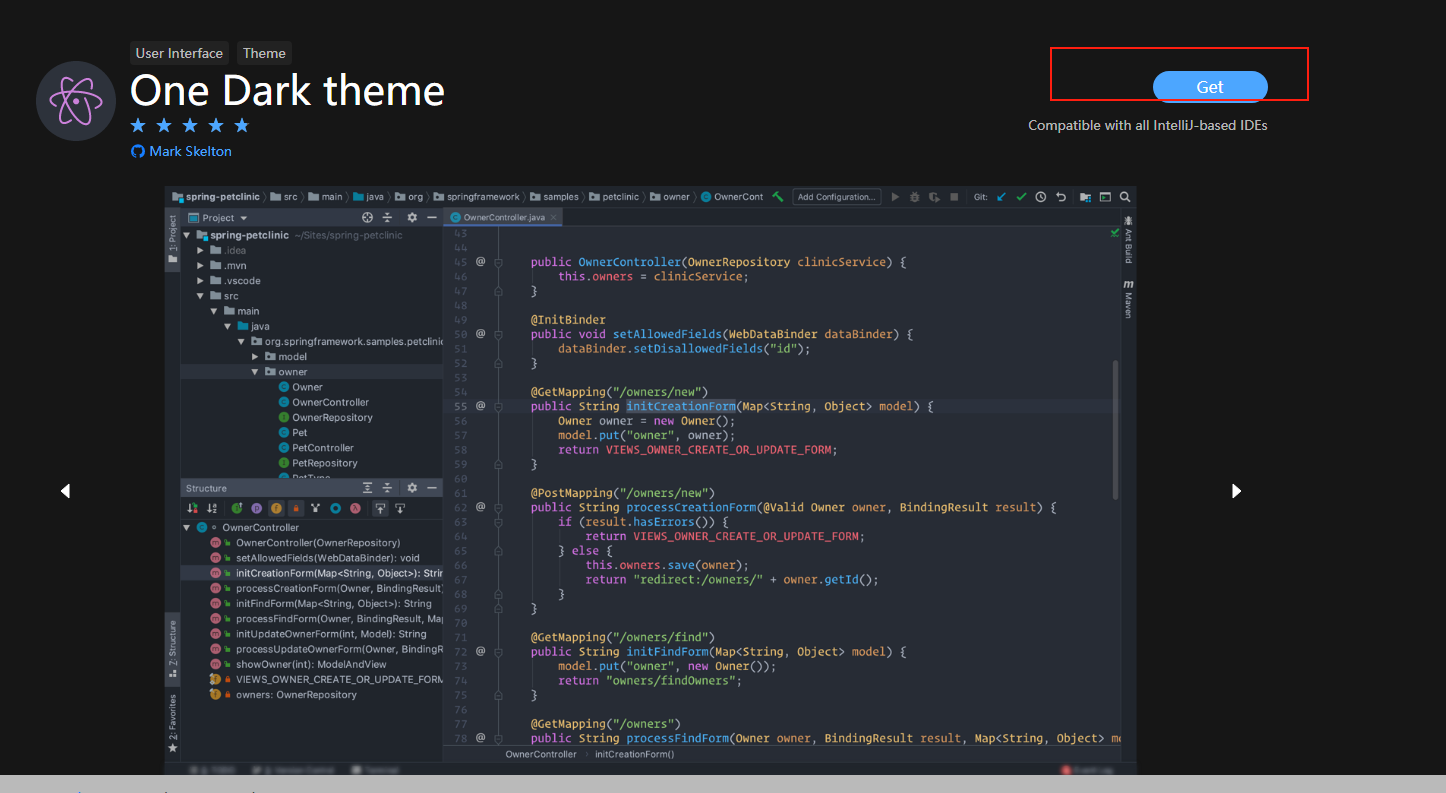 User Interface Theme
One Dark theme
Mark Skelton
Get
Compatible with all IntelliJ-based IDEs
spring-petclinic src main java org springframework samples petclinic owner OwnerCont Add Configuration... Git:
1: Project
Project
OwnerController.java
spring-petclinic ~/Sites/spring-petclinic
.idea
.mvn
.vscode
src
main
java
org.springframework.samples.petclinic
model
owner
Owner
OwnerController
OwnerRepository
Pet
PetController
PetRepository
PetType
Structure
OwnerController
OwnerController(OwnerRepository)
setAllowedFields(WebDataBinder): void
initCreationForm(Map<String, Object>): Strin
processCreationForm(Owner, BindingResult)
initFindForm(Map<String, Object>): String
processFindForm(Owner, BindingResult, Map
initUpdateOwnerForm(int, Model): String
processUpdateOwnerForm(Owner, BindingR
showOwner(int): ModelAndView
VIEWS_OWNER_CREATE_OR_UPDATE_FORM
owners: OwnerRepository
7: Structure
2: Favorites
43
44
45 @ public OwnerController(OwnerRepository clinicService) {
46 this.owners = clinicService;
47 }
48
49 @InitBinder
50 @ public void setAllowedFields(WebDataBinder dataBinder) {
51 dataBinder.setDisallowedFields("id");
52 }
53
54 @GetMapping("/owners/new")
55 @ public String initCreationForm(Map<String, Object> model) {
56 Owner owner = new Owner();
57 model.put("owner", owner);
58 return VIEWS_OWNER_CREATE_OR_UPDATE_FORM;
59 }
60
61 @PostMapping("/owners/new")
62 @ public String processCreationForm(@Valid Owner owner, BindingResult result) {
63 if (result.hasErrors()) {
64 return VIEWS_OWNER_CREATE_OR_UPDATE_FORM;
65 } else {
66 this.owners.save(owner);
67 return "redirect:/owners/" + owner.getId();
68 }
69 }
70
71 @GetMapping("/owners/find")
72 @ public String initFindForm(Map<String, Object> model) {
73 model.put("owner", new Owner());
74 return "owners/findOwners";
75 }
76
77 @GetMapping("/owners")
78 @ public String processFindForm(Owner owner, BindingResult result, Map<String, Object> mo
OwnerController initCreationForm()
Ant Build
m Maven